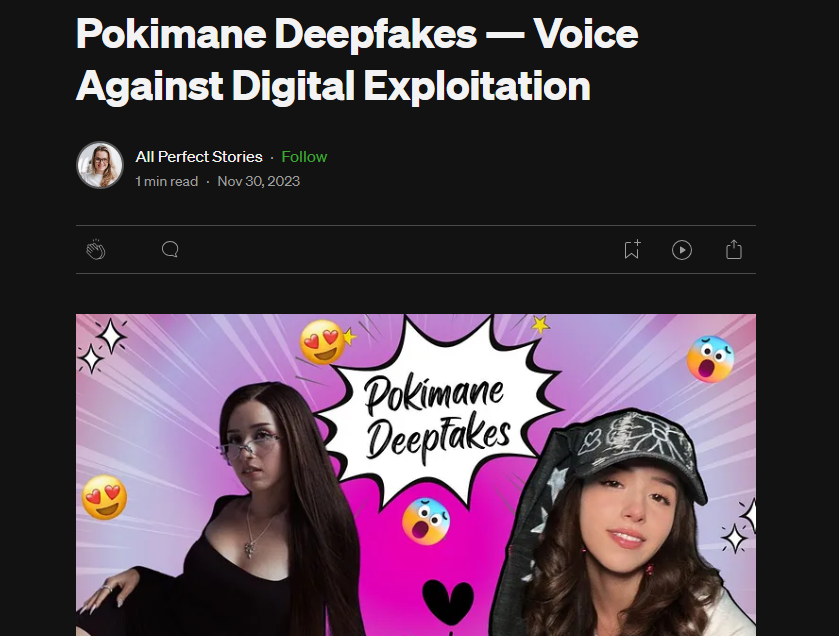 Pokimane Deepfakes — Voice
Against Digital Exploitation
All Perfect Stories · Follow
1 min read · Nov 30, 2023
Pokimane
Deepfakes